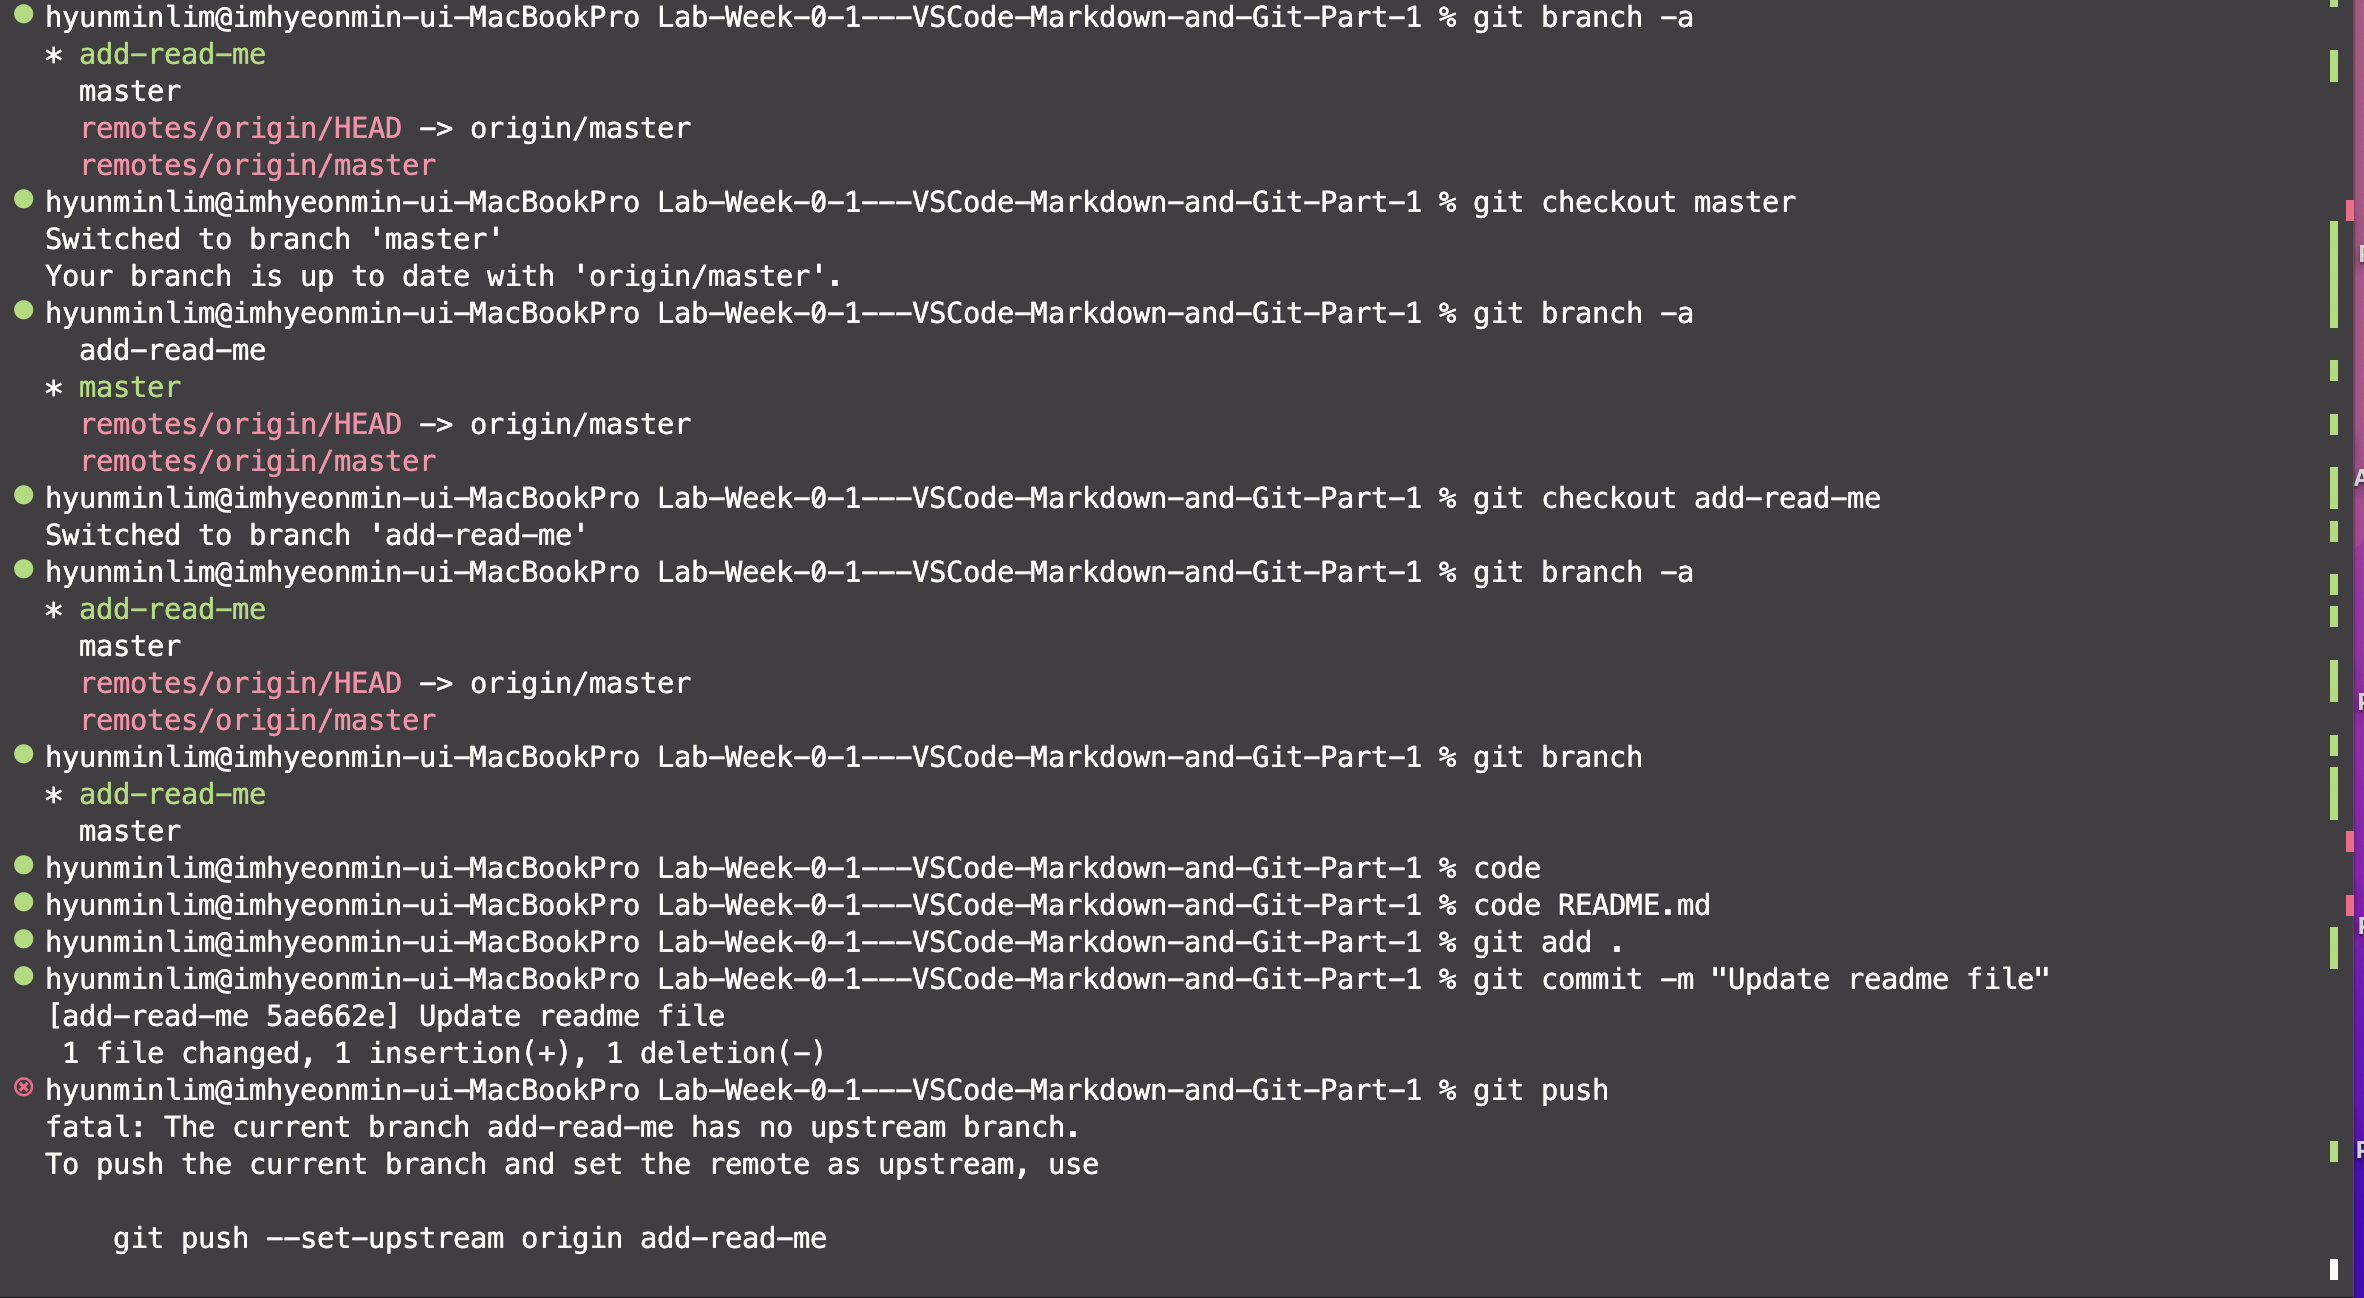 hyunminlim@imhyeonmin-ui-MacBookPro Lab-Week-0-1---VSCode-Markdown-and-Git-Part-1 % git branch -a
* add-read-me
master
remotes/origin/HEAD -> origin/master
remotes/origin/master
hyunminlim@imhyeonmin-ui-MacBookPro Lab-Week-0-1---VSCode-Markdown-and-Git-Part-1 % git checkout master
Switched to branch 'master'
Your branch is up to date with 'origin/master'.
hyunminlim@imhyeonmin-ui-MacBookPro Lab-Week-0-1---VSCode-Markdown-and-Git-Part-1 % git branch -a
add-read-me
* master
remotes/origin/HEAD -> origin/master
remotes/origin/master
hyunminlim@imhyeonmin-ui-MacBookPro Lab-Week-0-1---VSCode-Markdown-and-Git-Part-1 % git checkout add-read-me
Switched to branch 'add-read-me'
hyunminlim@imhyeonmin-ui-MacBookPro Lab-Week-0-1---VSCode-Markdown-and-Git-Part-1 % git branch -a
* add-read-me
master
remotes/origin/HEAD -> origin/master
remotes/origin/master
hyunminlim@imhyeonmin-ui-MacBookPro Lab-Week-0-1---VSCode-Markdown-and-Git-Part-1 % git branch
* add-read-me
master
hyunminlim@imhyeonmin-ui-MacBookPro Lab-Week-0-1---VSCode-Markdown-and-Git-Part-1 % code
hyunminlim@imhyeonmin-ui-MacBookPro Lab-Week-0-1---VSCode-Markdown-and-Git-Part-1 % code README.md
hyunminlim@imhyeonmin-ui-MacBookPro Lab-Week-0-1---VSCode-Markdown-and-Git-Part-1 % git add .
hyunminlim@imhyeonmin-ui-MacBookPro Lab-Week-0-1---VSCode-Markdown-and-Git-Part-1 % git commit -m "Update readme file"
[add-read-me 5ae662e] Update readme file
1 file changed, 1 insertion(+), 1 deletion(-)
hyunminlim@imhyeonmin-ui-MacBookPro Lab-Week-0-1---VSCode-Markdown-and-Git-Part-1 % git push
fatal: The current branch add-read-me has no upstream branch.
To push the current branch and set the remote as upstream, use
git push --set-upstream origin add-read-me